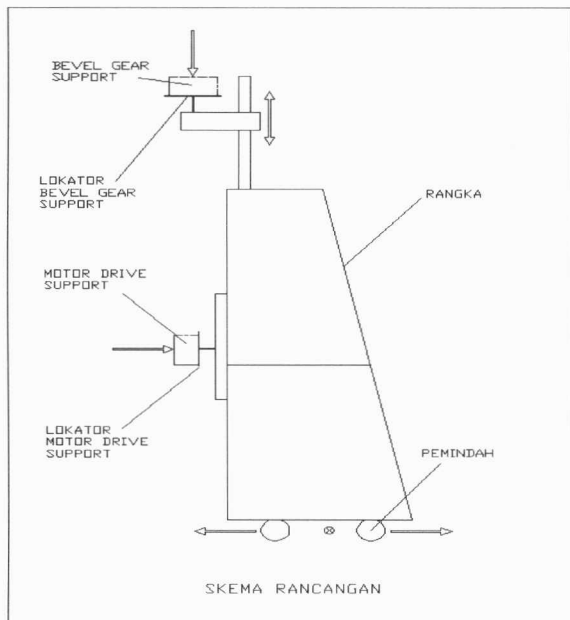 BEVEL GEAR
SUPPORT
LOKATOR
BEVEL GEAR
SUPPORT
RANGKA
MOTOR DRIVE
SUPPORT
LOKATOR
MOTOR DRIVE
SUPPORT
PEMINDAH
SKEMA RANCANGAN